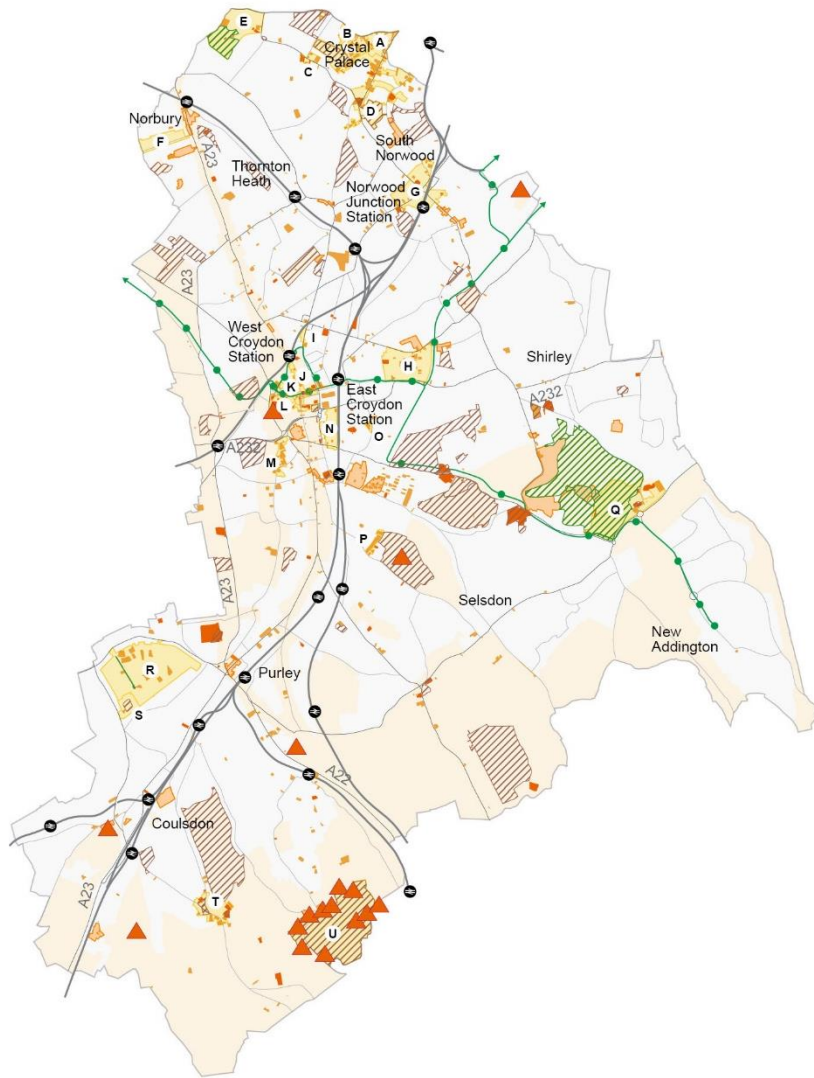 E
B
A
Crystal
Palace
C
D
Norbury
F
A23
South
Norwood
Thornton
Heath
Norwood
Junction
Station
G
A23
West
Croydon
Station
I
H
Shirley
J
K
East
Croydon
Station
L
A232
N
O
A232
M
Q
P
A23
Selsdon
New
Addington
R
Purley
S
A22
Coulsdon
A23
T
U